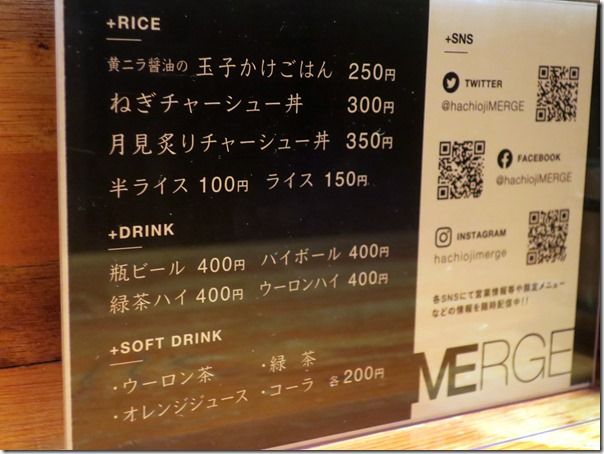 +RICE
黄ニラ醤油の 玉子かけごはん 250円
ねぎチャーシュー丼 300円
月見炙りチャーシュー丼 350円
半ライス 100円 ライス 150円
+DRINK
瓶ビール 400円 バイボール 400円
緑茶ハイ 400円 ウーロンハイ 400円
+SOFT DRINK
・ウーロン茶 ・緑茶
・オレンジジュース ・コーラ 各200円
+SNS
TWITTER
@hachiojiMERGE
FACEBOOK
@hachiojiMERGE
INSTAGRAM
hachiojimerge
各SNSにて営業情報等や限定メニュー
などの情報を随時配信中!!
MERGE